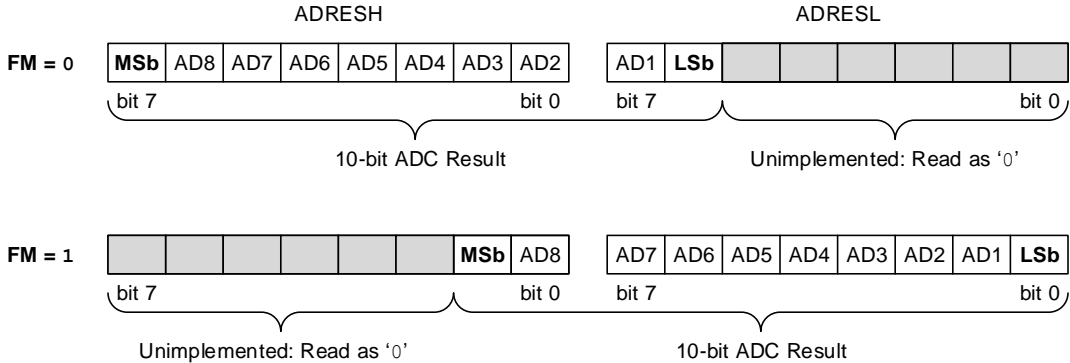 ADRESH ADRESL
FM = 0 MSb AD8 AD7 AD6 AD5 AD4 AD3 AD2 AD1 LSb
bit 7 bit 0 bit 7 bit 0
10-bit ADC Result Unimplemented: Read as ‘0’
FM = 1 MSb AD8 AD7 AD6 AD5 AD4 AD3 AD2 AD1 LSb
bit 7 bit 0 bit 7 bit 0
Unimplemented: Read as ‘0’ 10-bit ADC Result